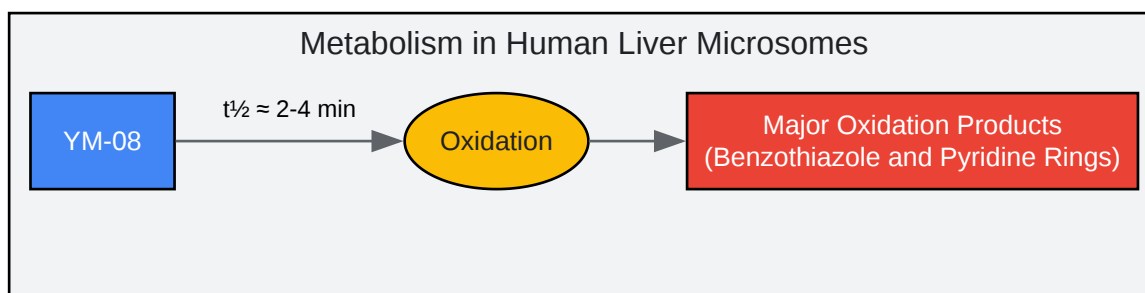 Metabolism in Human Liver Microsomes
YM-08
t½ ≈ 2-4 min
Oxidation
Major Oxidation Products
(Benzothiazole and Pyridine Rings)